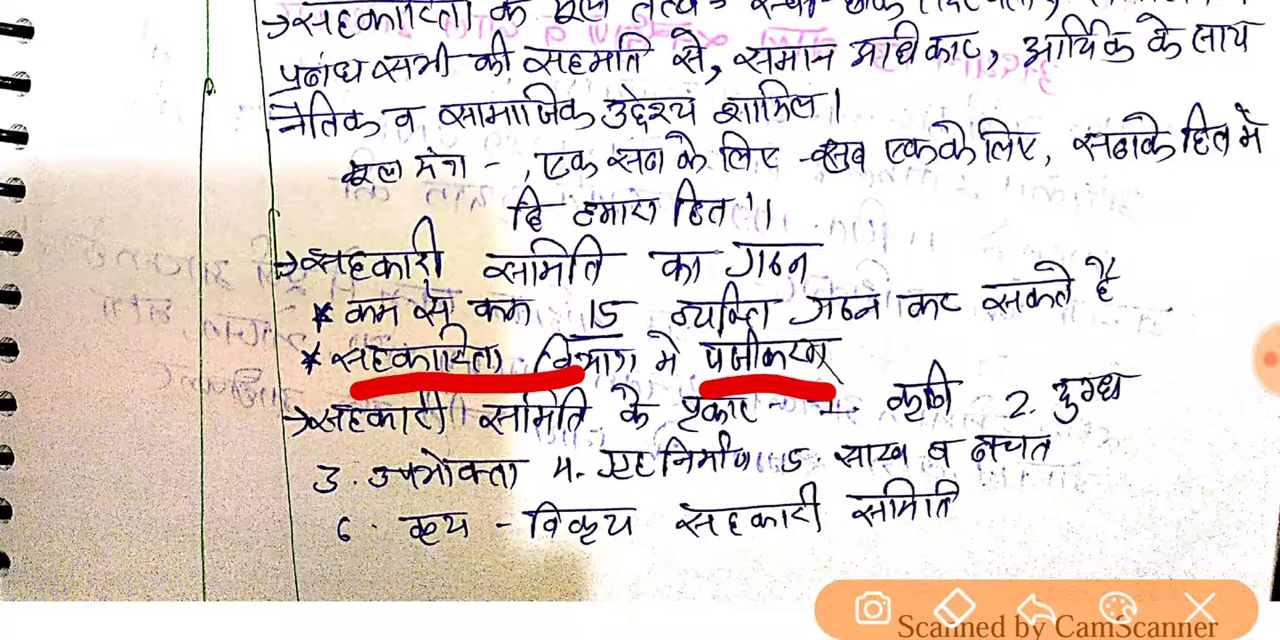 → सहकारिता के मूल तत्व
प्रबंध सभी की सहमति से, समान अधिकार, आर्थिक के साथ
नैतिक व सामाजिक उद्देश्य शामिल।
मूल मंत्र - , एक सब के लिए सब एक के लिए, सबके हित में
हि हमारा हित'।
→ सहकारी समिति का गठन
* कम से कम 15 व्यक्ति गठन कर सकते है
* सहकारिता विभाग में पंजीकरण
→ सहकारी समिति के प्रकार - 1. कृषि 2. दुग्ध
3. उपभोक्ता 4. गृह निर्माण 5. साख व बचत
6. क्रय - विक्रय सहकारी समिति
Scanned by CamScanner